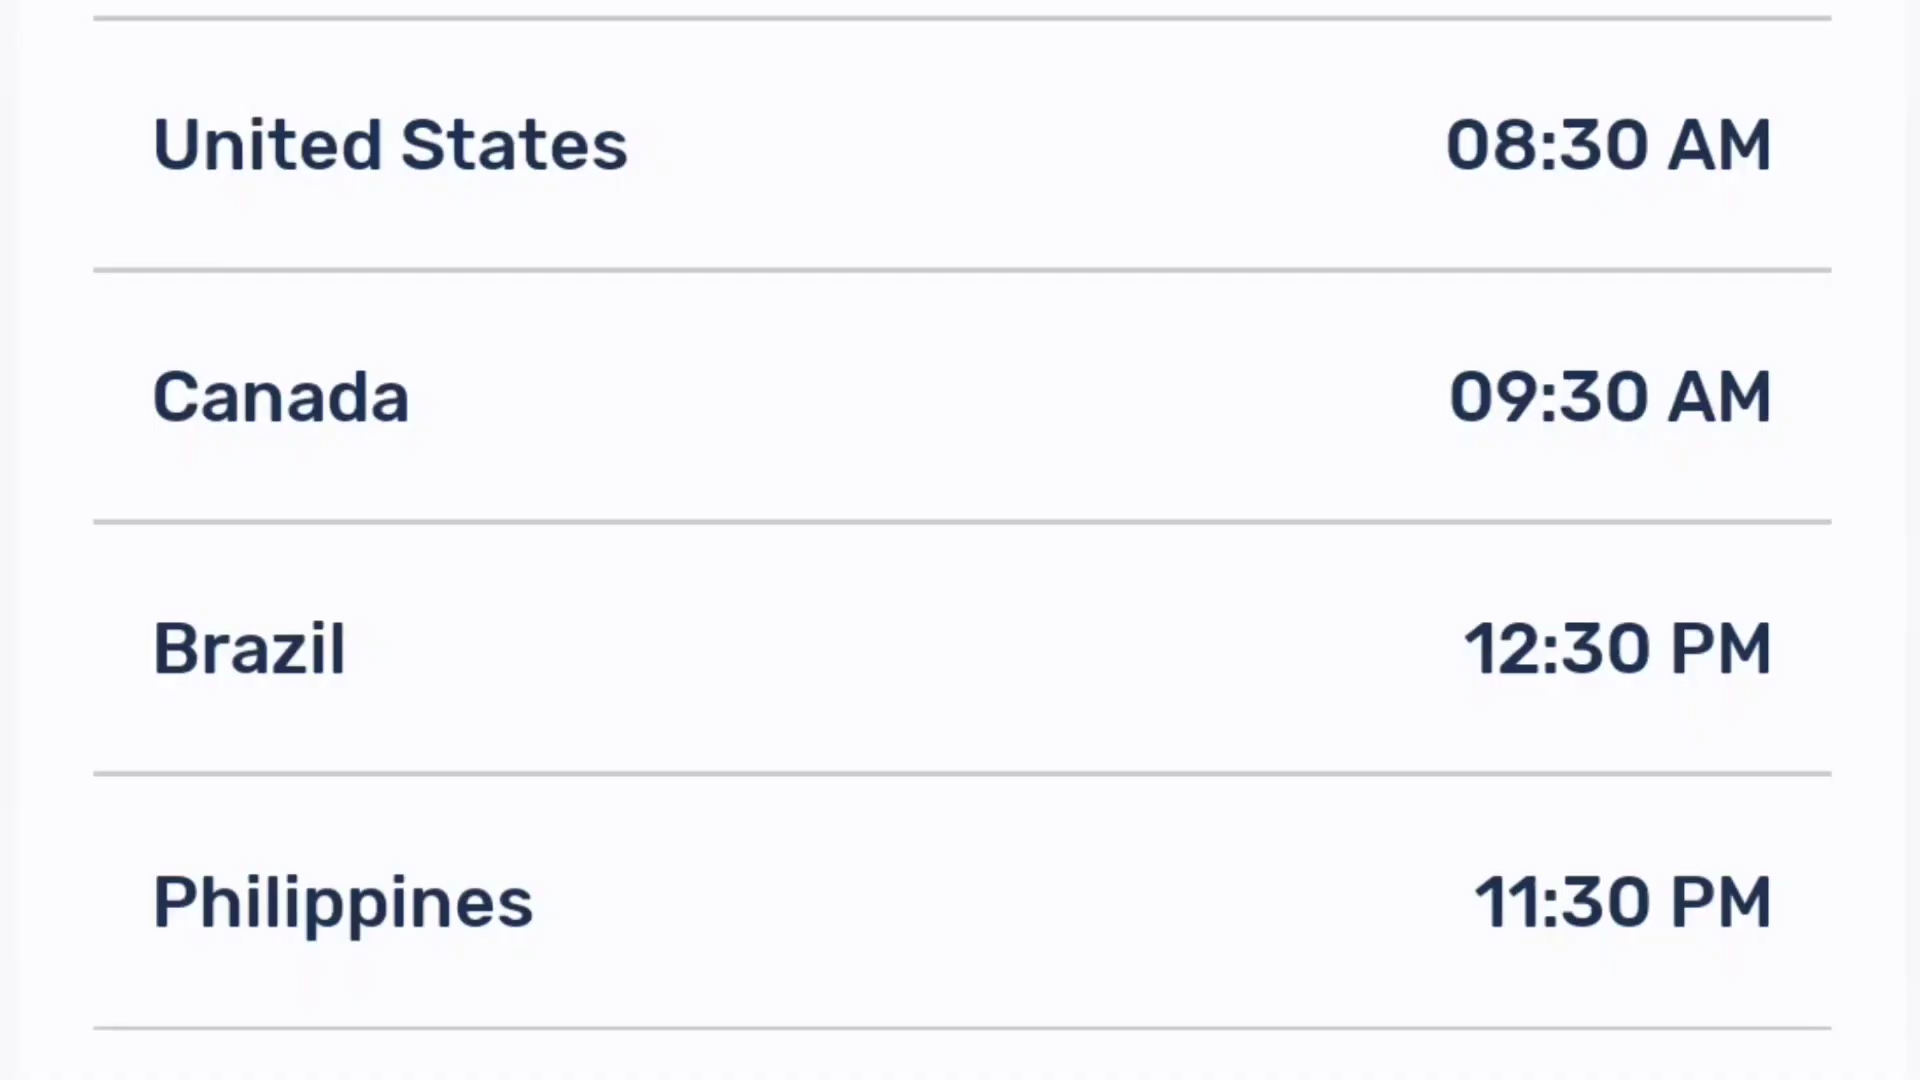 United States 08:30 AM
Canada 09:30 AM
Brazil 12:30 PM
Philippines 11:30 PM